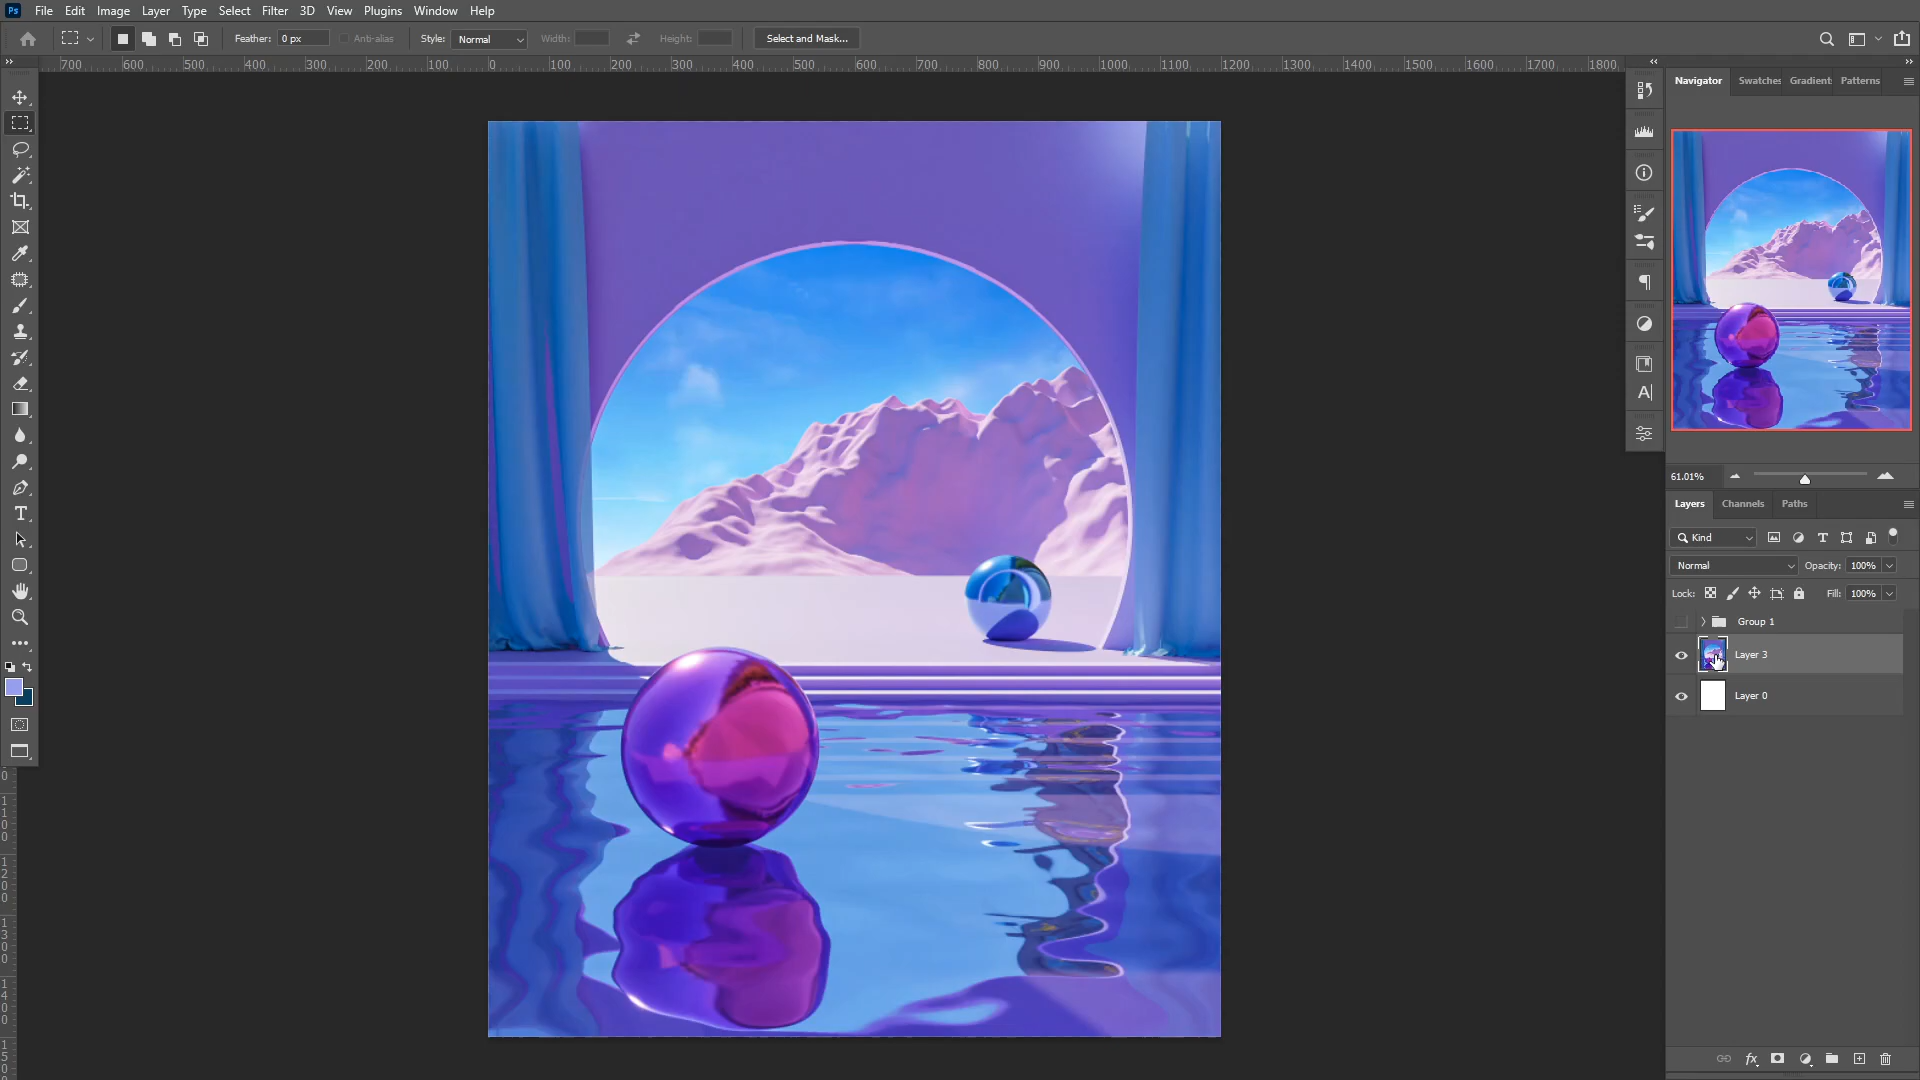 Ps File Edit Image Layer Type Select Filter 3D View Plugins Window Help
Feather: 0 px Anti-alias Style: Normal Width: Height: Select and Mask...
700 600 500 400 300 200 100 0 100 200 300 400 500 600 700 800 900 1000 1100 1200 1300 1400 1500 1600 1700 1800
Navigator Swatches Gradient Patterns
61.01%
Layers Channels Paths
Kind
Normal Opacity: 100%
Lock: Fill: 100%
Group 1
Layer 3
Layer 0
fx